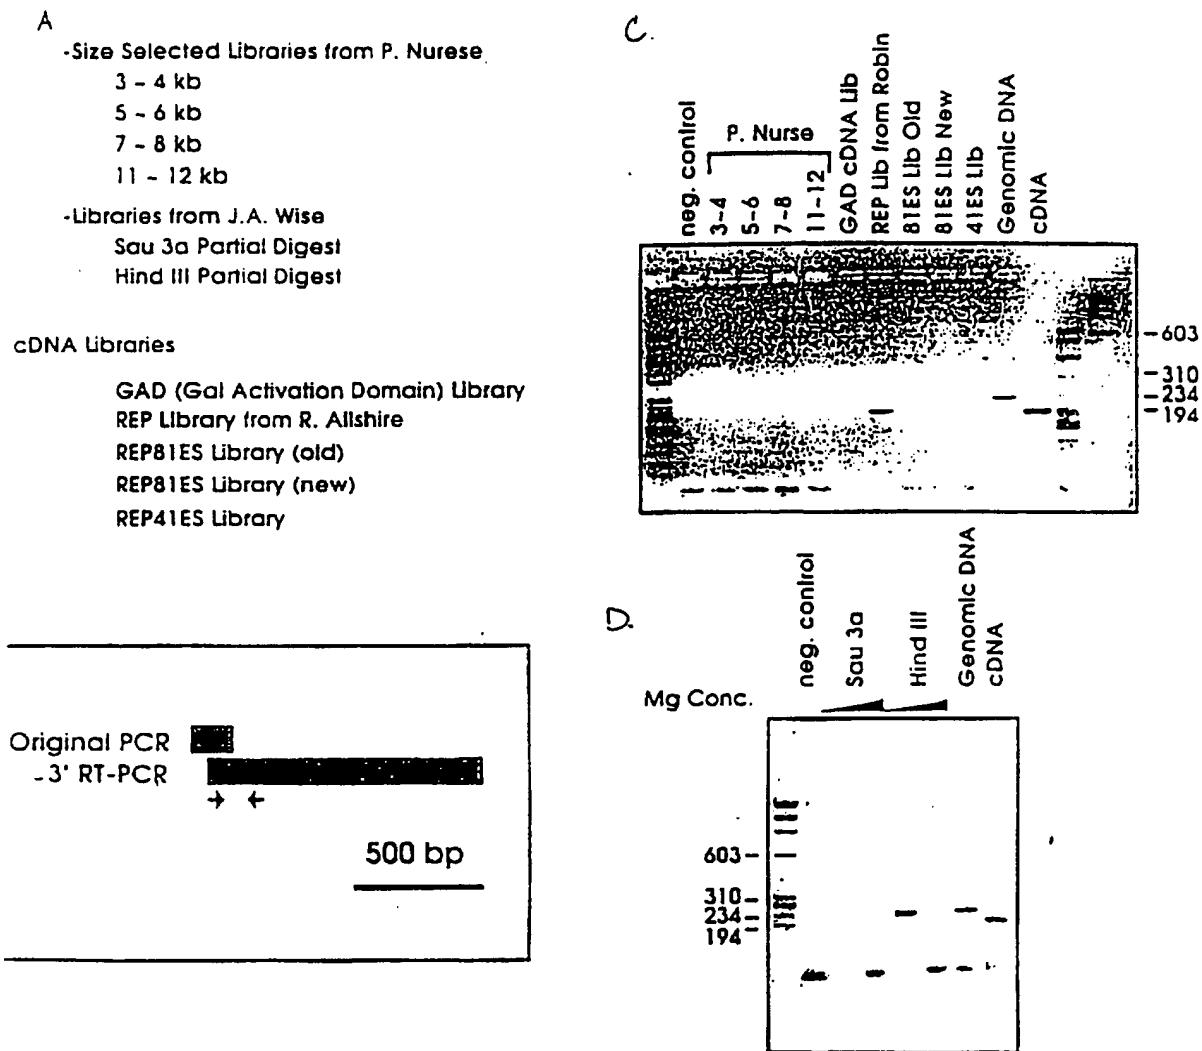 A
-Size Selected Libraries from P. Nurese
3 - 4 kb
5 - 6 kb
7 - 8 kb
11 - 12 kb
-Libraries from J.A. Wise
Sau 3a Partial Digest
Hind III Partial Digest
cDNA Libraries
GAD (Gal Activation Domain) Library
REP Library from R. Allshire
REP81ES Library (old)
REP81ES Library (new)
REP41ES Library
Original PCR
3' RT-PCR
500 bp
C.
neg. control
P. Nurse
3-4
5-6
7-8
11-12
GAD cDNA Lib
REP Lib from Robin
81ES Lib Old
81ES Lib New
41ES Lib
Genomic DNA
cDNA
603
310
234
194
D.
neg. control
Sau 3a
Hind III
Genomic DNA
cDNA
Mg Conc.
603
310
234
194